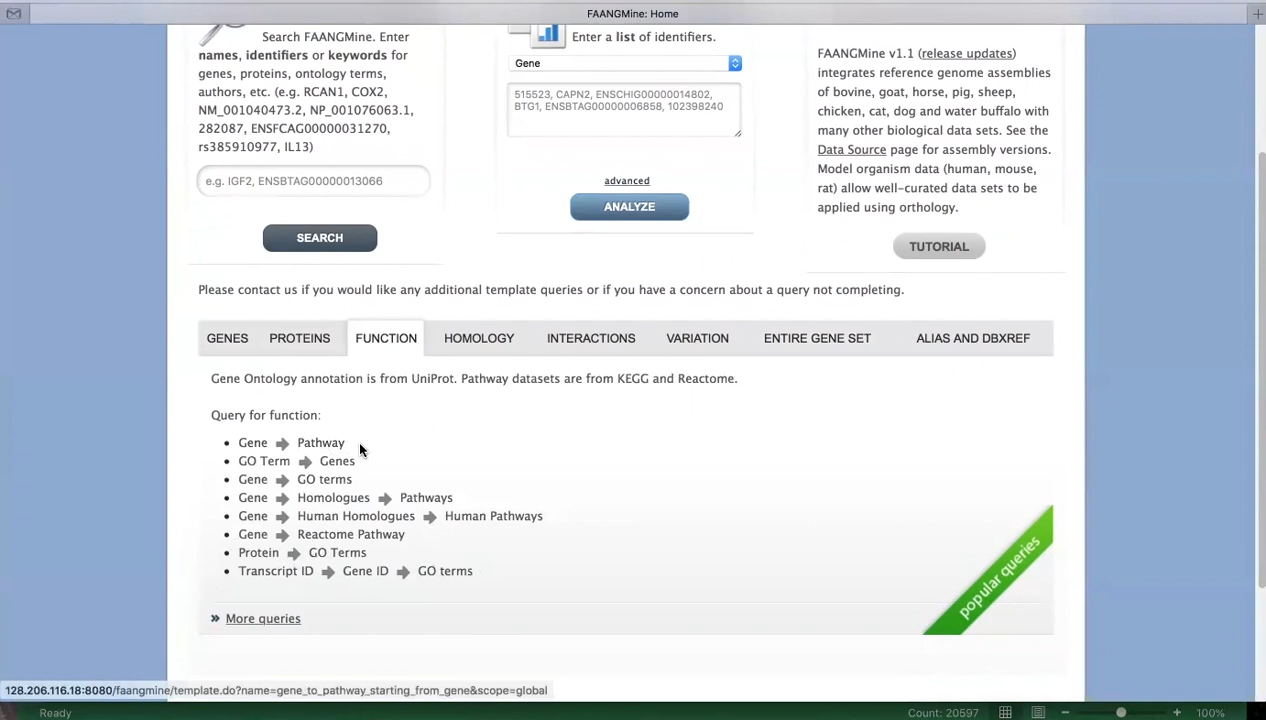 FAANGMine: Home
Search FAANGMine. Enter
names, identifiers or keywords for
genes, proteins, ontology terms,
authors, etc. (e.g. RCAN1, COX2,
NM_001040473.2, NP_001076063.1,
282087, ENSFCAG00000031270,
rs385910977, IL13)
e.g. IGF2, ENSBTAG00000013066
SEARCH
Enter a list of identifiers.
Gene
515523, CAPN2, ENSCHIG00000014802,
BTG1, ENSBTAG00000006858, 102398240
advanced
ANALYZE
FAANGMine v1.1 (release updates)
integrates reference genome assemblies
of bovine, goat, horse, pig, sheep,
chicken, cat, dog and water buffalo with
many other biological data sets. See the
Data Source page for assembly versions.
Model organism data (human, mouse,
rat) allow well-curated data sets to be
applied using orthology.
TUTORIAL
Please contact us if you would like any additional template queries or if you have a concern about a query not completing.
GENES PROTEINS FUNCTION HOMOLOGY INTERACTIONS VARIATION ENTIRE GENE SET ALIAS AND DBXREF
Gene Ontology annotation is from UniProt. Pathway datasets are from KEGG and Reactome.
Query for function:
• Gene ➡ Pathway
• GO Term ➡ Genes
• Gene ➡ GO terms
• Gene ➡ Homologues ➡ Pathways
• Gene ➡ Human Homologues ➡ Human Pathways
• Gene ➡ Reactome Pathway
• Protein ➡ GO Terms
• Transcript ID ➡ Gene ID ➡ GO terms
popular queries
» More queries
128.206.116.18:8080/faangmine/template.do?name=gene_to_pathway_starting_from_gene&scope=global
Ready Count: 20597 100%